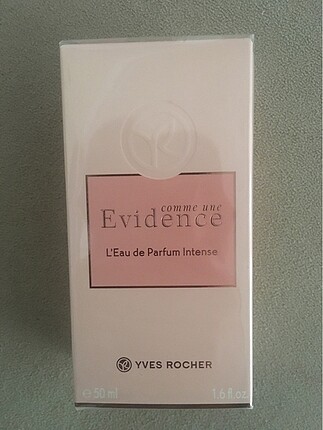 comme une
Evidence
L'Eau de Parfum Intense
YVES ROCHER
℮ 50 ml 1.6 fl.oz.